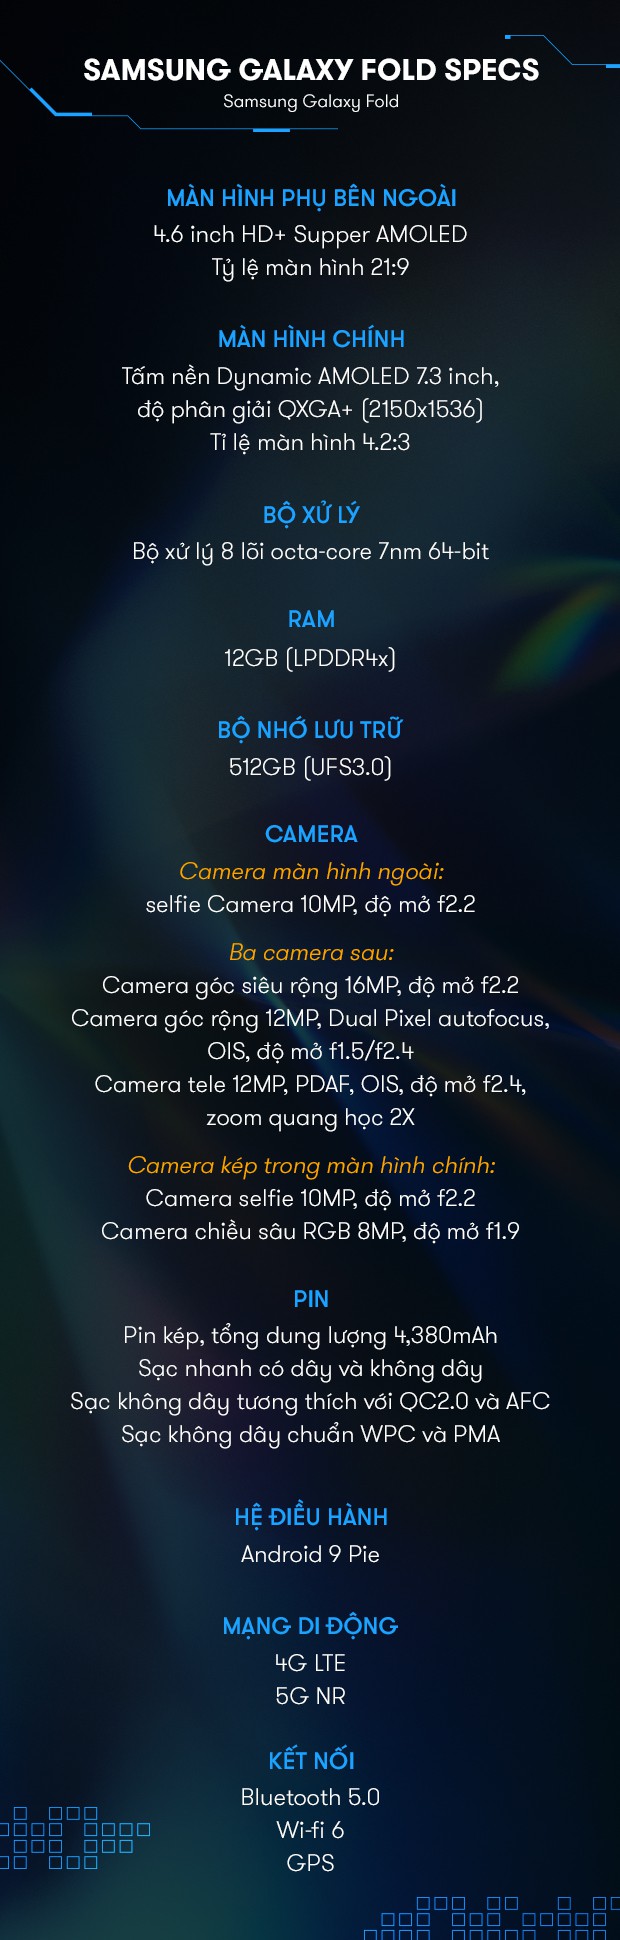 SAMSUNG GALAXY FOLD SPECS
Samsung Galaxy Fold
MÀN HÌNH PHỤ BÊN NGOÀI
4.6 inch HD+ Supper AMOLED
Tỷ lệ màn hình 21:9
MÀN HÌNH CHÍNH
Tấm nền Dynamic AMOLED 7.3 inch,
độ phân giải QXGA+ (2150x1536)
Tỉ lệ màn hình 4.2:3
BỘ XỬ LÝ
Bộ xử lý 8 lõi octa-core 7nm 64-bit
RAM
12GB (LPDDR4x)
BỘ NHỚ LƯU TRỮ
512GB (UFS3.0)
CAMERA
Camera màn hình ngoài:
selfie Camera 10MP, độ mở f2.2
Ba camera sau:
Camera góc siêu rộng 16MP, độ mở f2.2
Camera góc rộng 12MP, Dual Pixel autofocus,
OIS, độ mở f1.5/f2.4
Camera tele 12MP, PDAF, OIS, độ mở f2.4,
zoom quang học 2X
Camera kép trong màn hình chính:
Camera selfie 10MP, độ mở f2.2
Camera chiều sâu RGB 8MP, độ mở f1.9
PIN
Pin kép, tổng dung lượng 4,380mAh
Sạc nhanh có dây và không dây
Sạc không dây tương thích với QC2.0 và AFC
Sạc không dây chuẩn WPC và PMA
HỆ ĐIỀU HÀNH
Android 9 Pie
MẠNG DI ĐỘNG
4G LTE
5G NR
KẾT NỐI
Bluetooth 5.0
Wi-fi 6
GPS